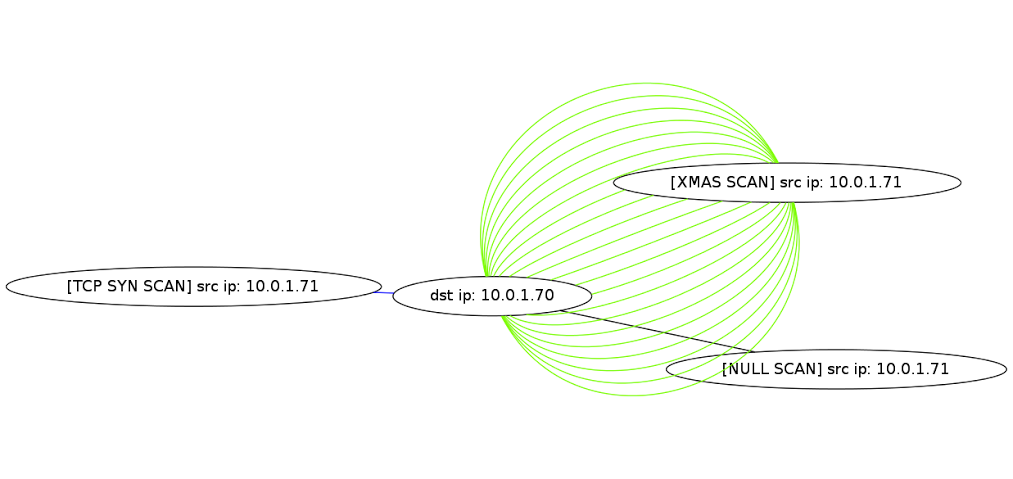 [XMAS SCAN] src ip: 10.0.1.71
[TCP SYN SCAN] src ip: 10.0.1.71
dst ip: 10.0.1.70
[NULL SCAN] src ip: 10.0.1.71